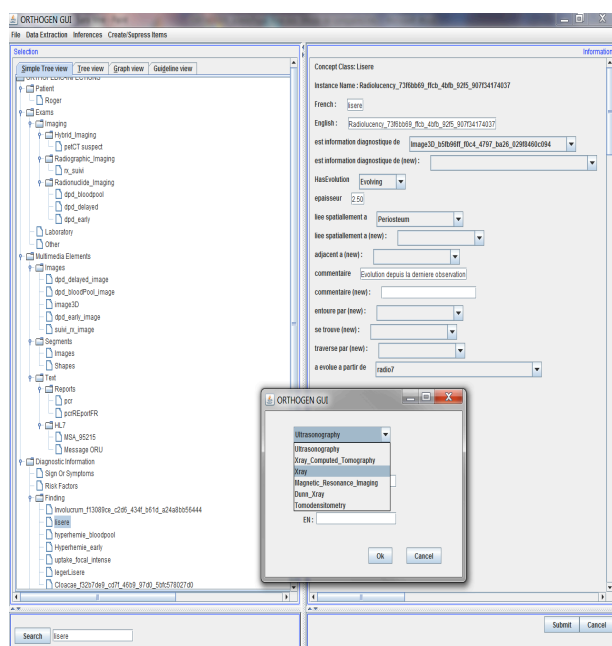 ORTHOGEN GUI
File Data Extraction Inferences Create/Supress Items
Selection
Simple Tree view Tree view Graph view Guideline view
Patient
Roger
Exams
Imaging
Hybrid_Imaging
petCT suspect
Radiographic_Imaging
rx_suivi
Radionuclide_Imaging
dpd_bloodpool
dpd_delayed
dpd_early
Laboratory
Other
Multimedia Elements
Images
dpd_delayed_image
dpd_bloodPool_image
image3D
dpd_early_image
suivi_rx_image
Segments
Images
Shapes
Text
Reports
pcr
pcrREportFR
HL7
MSA_95215
Message ORU
Diagnostic Information
Sign Or Symptoms
Risk Factors
Finding
Involucrum_f13089ce_c2d6_434f_b61d_a24a8bb56444
lisere
hyperhemie_bloodpool
Hyperhemie_early
uptake_focal_intense
legerLisere
Cloacae_f32b7de9_cd7f_46b9_97d0_5bfc578027d0
Search lisere
Information
Concept Class: Lisere
Instance Name : Radiolucency_73f6bb69_ffcb_4bfb_92f5_907f34174037
French : lisere
English : Radiolucency_73f6bb69_ffcb_4bfb_92f5_907f34174037
est information diagnostique de Image3D_b5fb96ff_f0c4_4797_ba26_029f8460c094
est information diagnostique de (new) :
HasEvolution Evolving
epaisseur 2.50
liee spatiallement a Periosteum
liee spatiallement a (new) :
adjacent a (new) :
commentaire Evolution depuis la derniere observation
commentaire (new) :
entoure par (new) :
se trouve (new) :
traverse par (new) :
a evolue a partir de radio7
ORTHOGEN GUI
Ultrasonography
Ultrasonography
Xray_Computed_Tomography
Xray
Magnetic_Resonance_Imaging
Dunn_Xray
Tomodensitometry
EN :
Ok Cancel
Submit Cancel